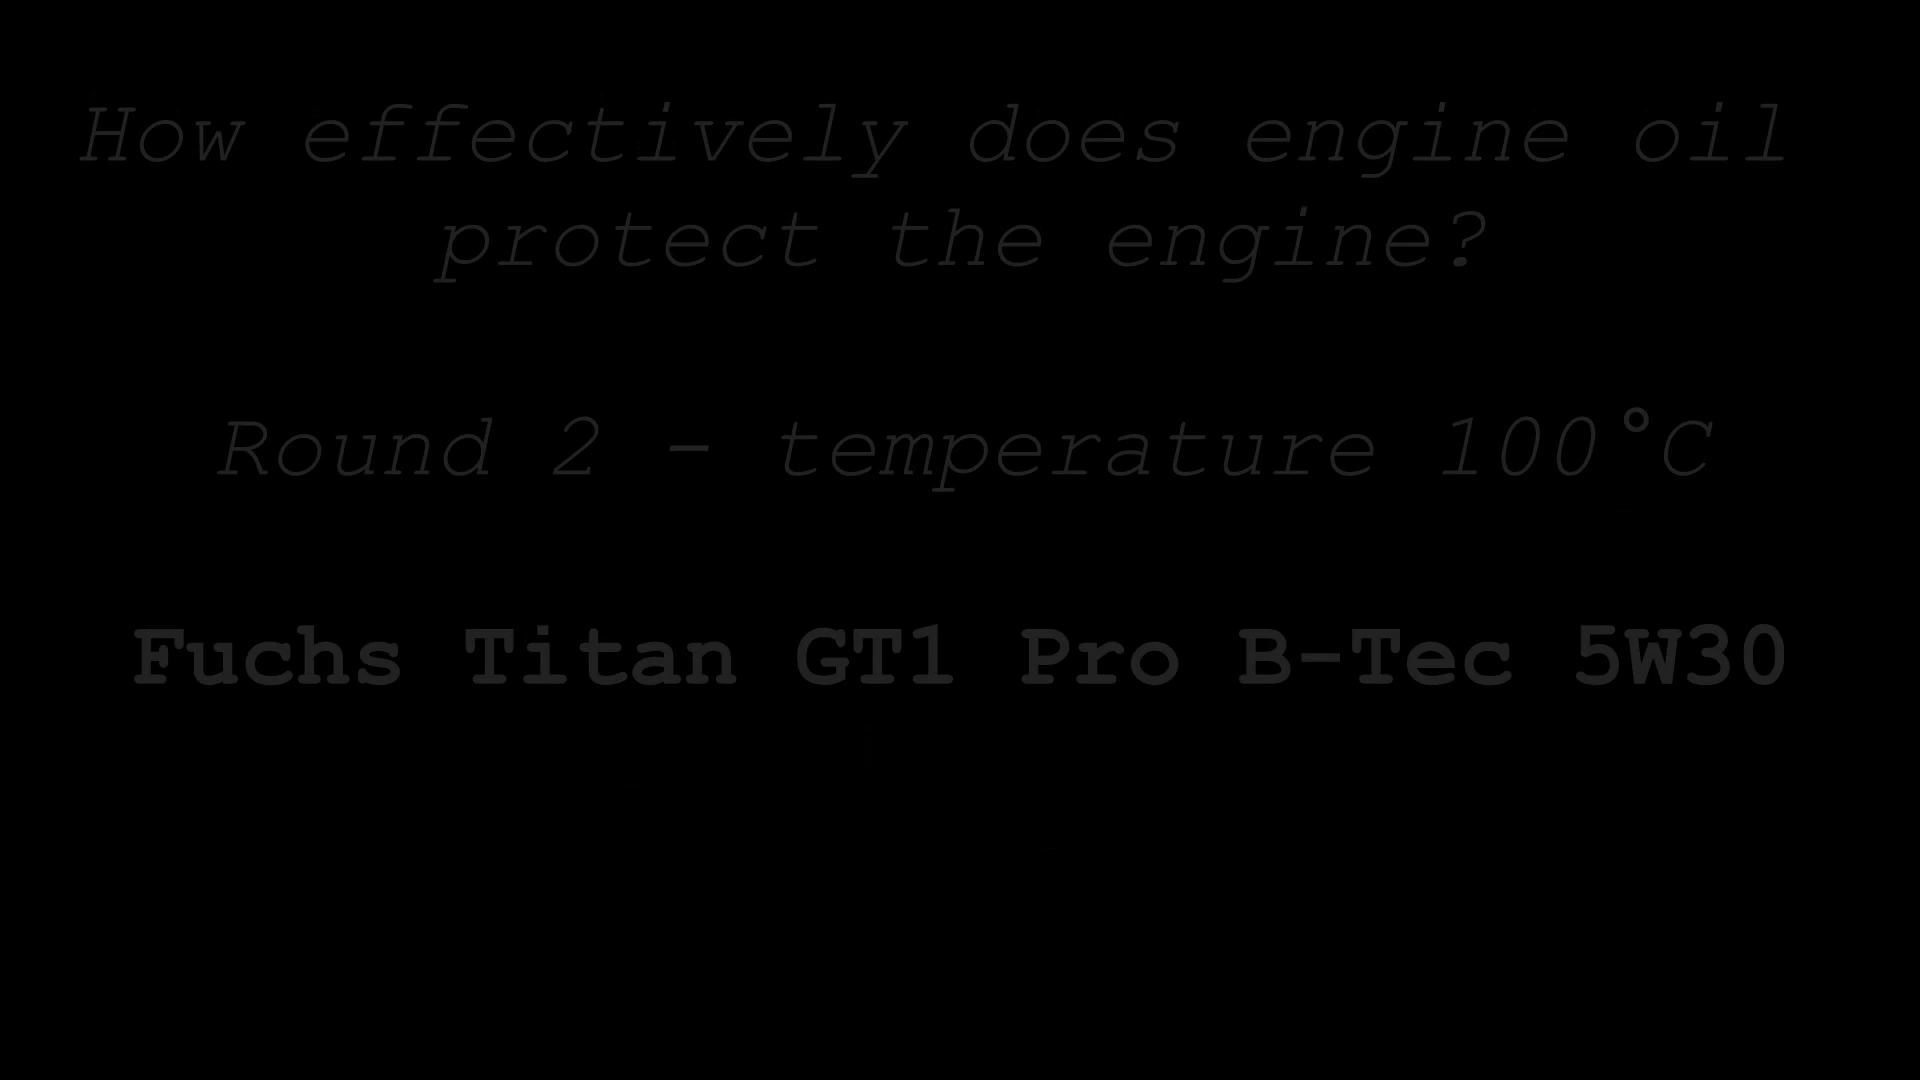 How effectively does engine oil
protect the engine?
Round 2 - temperature 100°C
Fuchs Titan GT1 Pro B-Tec 5W30